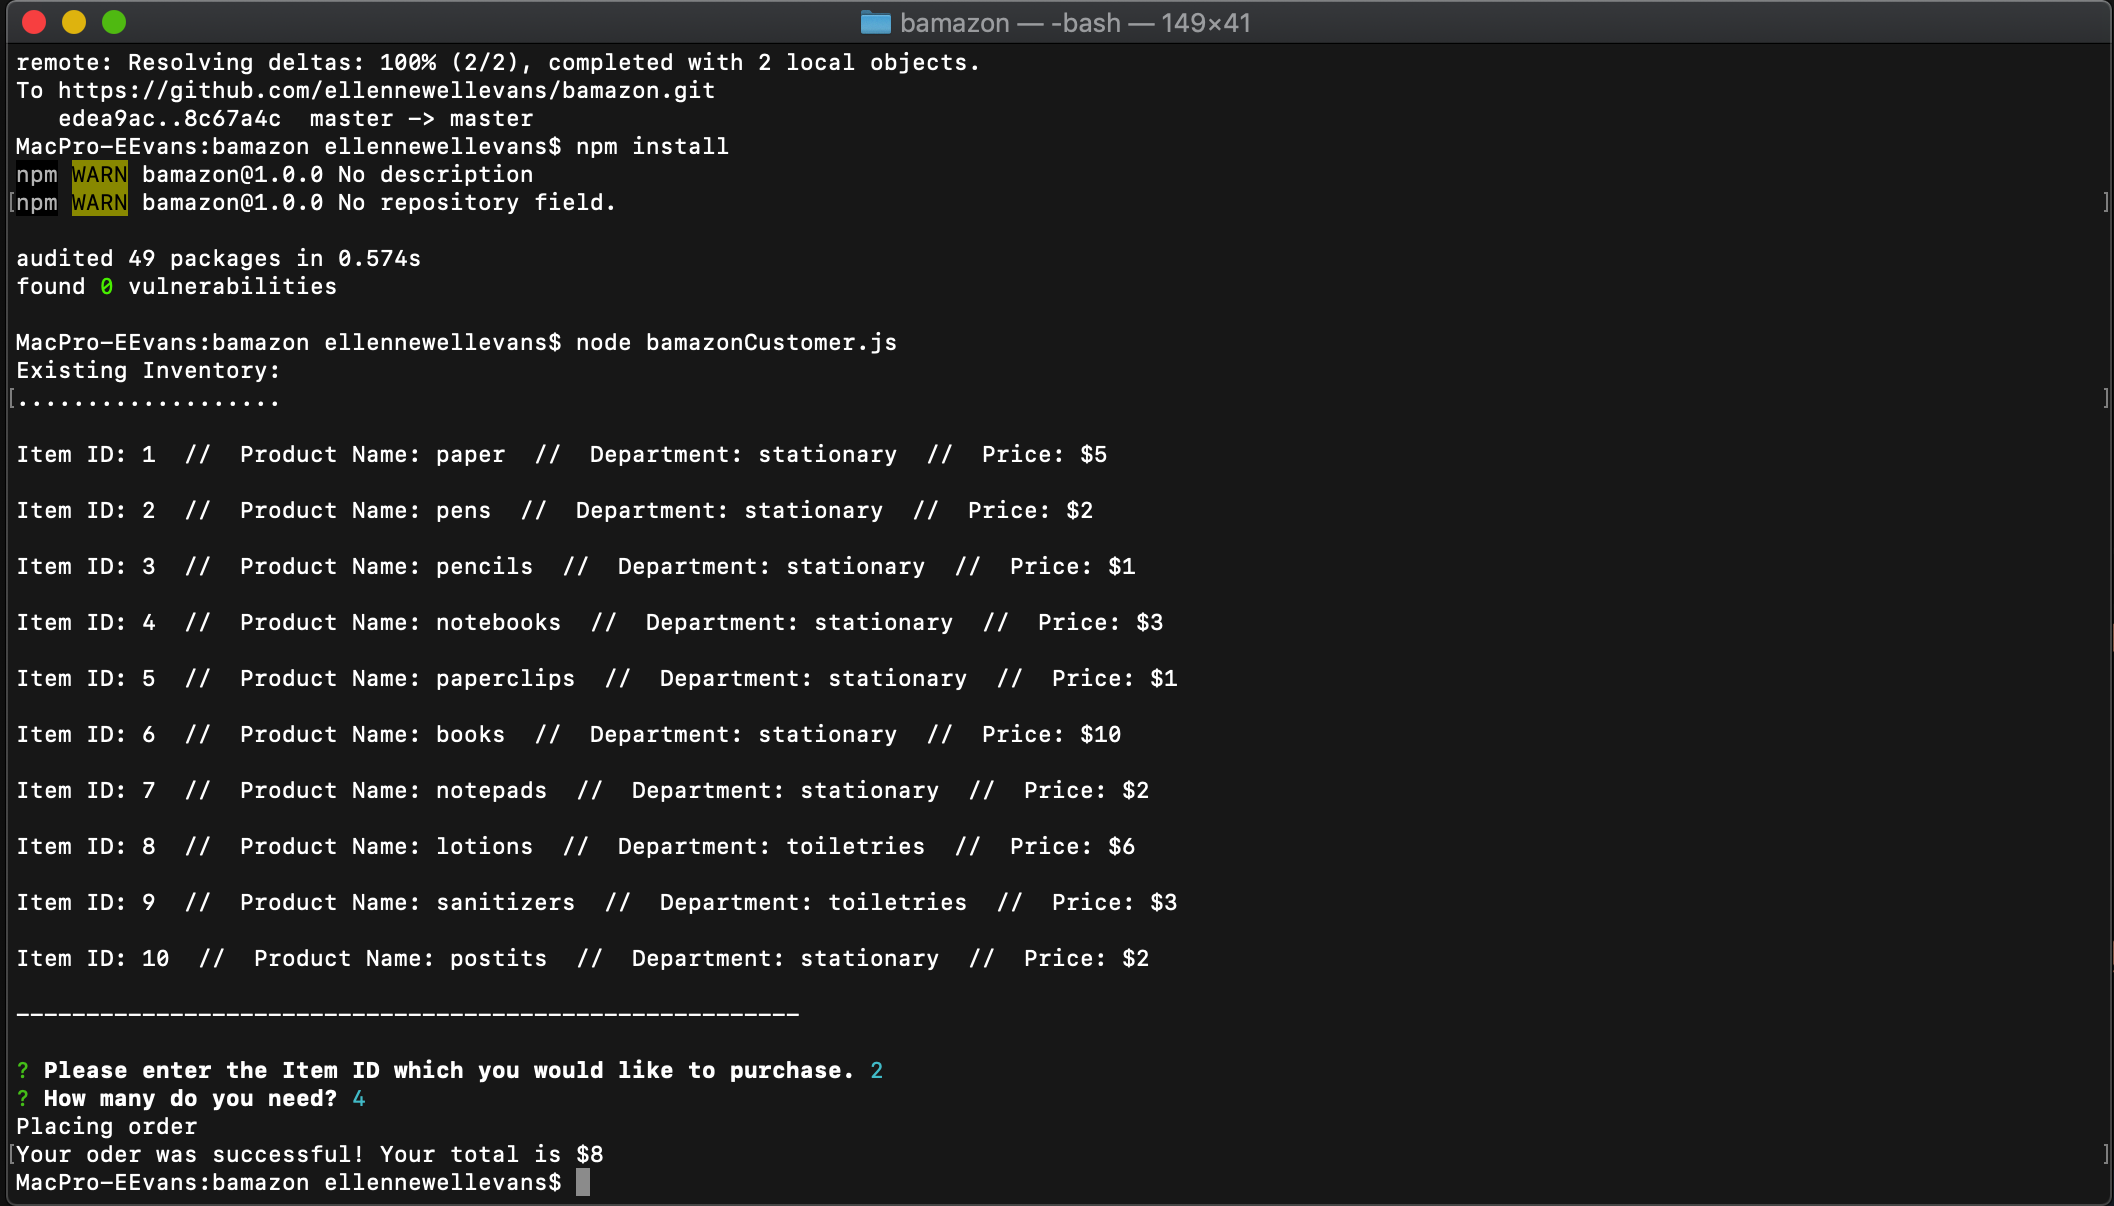 bamazon — -bash — 149×41
remote: Resolving deltas: 100% (2/2), completed with 2 local objects.
To https://github.com/ellennewellevans/bamazon.git
   edea9ac..8c67a4c  master -> master
MacPro-EEvans:bamazon ellennewellevans$ npm install
npm WARN bamazon@1.0.0 No description
[npm WARN bamazon@1.0.0 No repository field. ]
audited 49 packages in 0.574s
found 0 vulnerabilities
MacPro-EEvans:bamazon ellennewellevans$ node bamazonCustomer.js
Existing Inventory:
[................... ]
Item ID: 1  //  Product Name: paper  //  Department: stationary  //  Price: $5
Item ID: 2  //  Product Name: pens  //  Department: stationary  //  Price: $2
Item ID: 3  //  Product Name: pencils  //  Department: stationary  //  Price: $1
Item ID: 4  //  Product Name: notebooks  //  Department: stationary  //  Price: $3
Item ID: 5  //  Product Name: paperclips  //  Department: stationary  //  Price: $1
Item ID: 6  //  Product Name: books  //  Department: stationary  //  Price: $10
Item ID: 7  //  Product Name: notepads  //  Department: stationary  //  Price: $2
Item ID: 8  //  Product Name: lotions  //  Department: toiletries  //  Price: $6
Item ID: 9  //  Product Name: sanitizers  //  Department: toiletries  //  Price: $3
Item ID: 10  //  Product Name: postits  //  Department: stationary  //  Price: $2
--------------------------------------------------------
? Please enter the Item ID which you would like to purchase. 2
? How many do you need? 4
Placing order
[Your oder was successful! Your total is $8 ]
MacPro-EEvans:bamazon ellennewellevans$